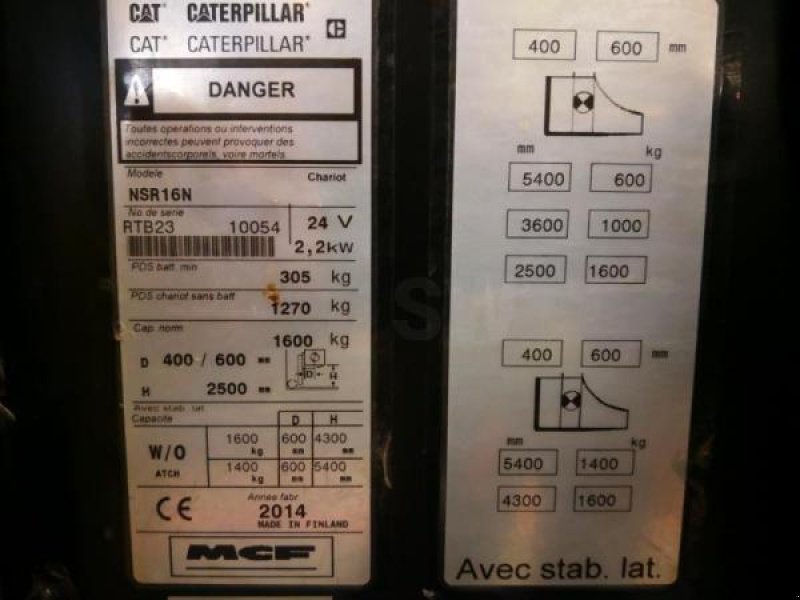 CAT CATERPILLAR
CAT CATERPILLAR
DANGER
Toutes operations ou interventions
incorrectes peuvent provoquer des
accidentscorporels, voire mortels.
Modele Chariot
NSR16N
No de serie
RTB23 10054 24 V
2,2kW
PDS batt. min
305 kg
PDS chariot sans batt
1270 kg
Cap. norm
1600 kg
D 400 / 600 mm
D H
H 2500 mm
Avec stab. lat.
Capacite D H
W/O 1600 kg 600 mm 4300 mm
ATCH 1400 kg 600 mm 5400 mm
CE Annee fabr
2014
MADE IN FINLAND
MCF
400 600 mm
mm kg
5400 600
3600 1000
2500 1600
400 600 mm
mm kg
5400 1400
4300 1600
Avec stab. lat.